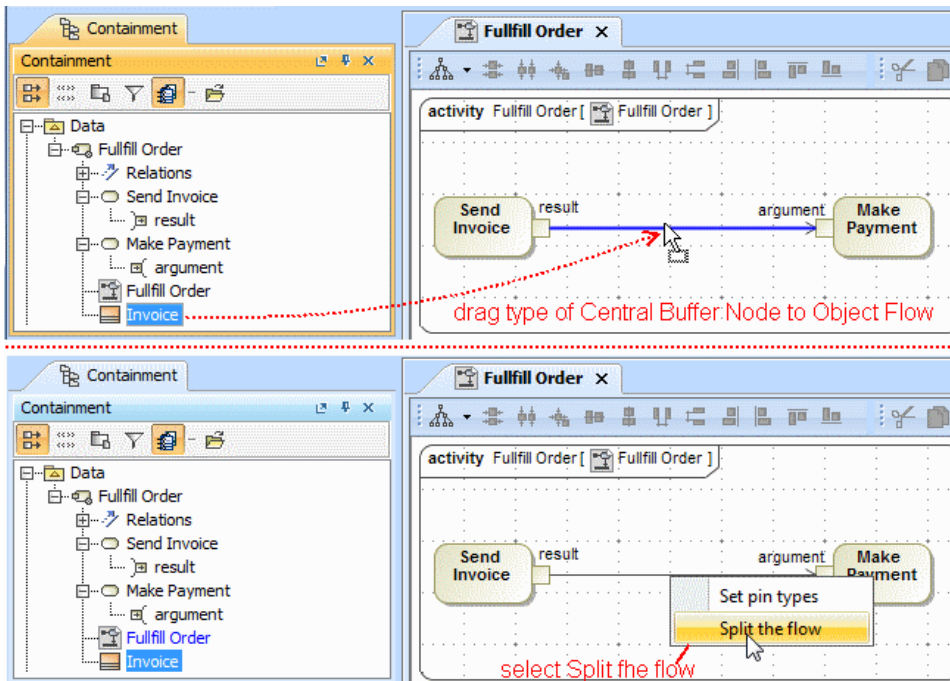 Containment
Containment
Data
Fullfill Order
Relations
Send Invoice
result
Make Payment
argument
Fullfill Order
Invoice
Fullfill Order
activity Fullfill Order [ Fullfill Order ]
Send
Invoice
result
argument
Make
Payment
drag type of Central Buffer Node to Object Flow
Containment
Containment
Data
Fullfill Order
Relations
Send Invoice
result
Make Payment
argument
Fullfill Order
Invoice
Fullfill Order
activity Fullfill Order [ Fullfill Order ]
Send
Invoice
result
argument
Make
Payment
Set pin types
Split the flow
select Split the flow